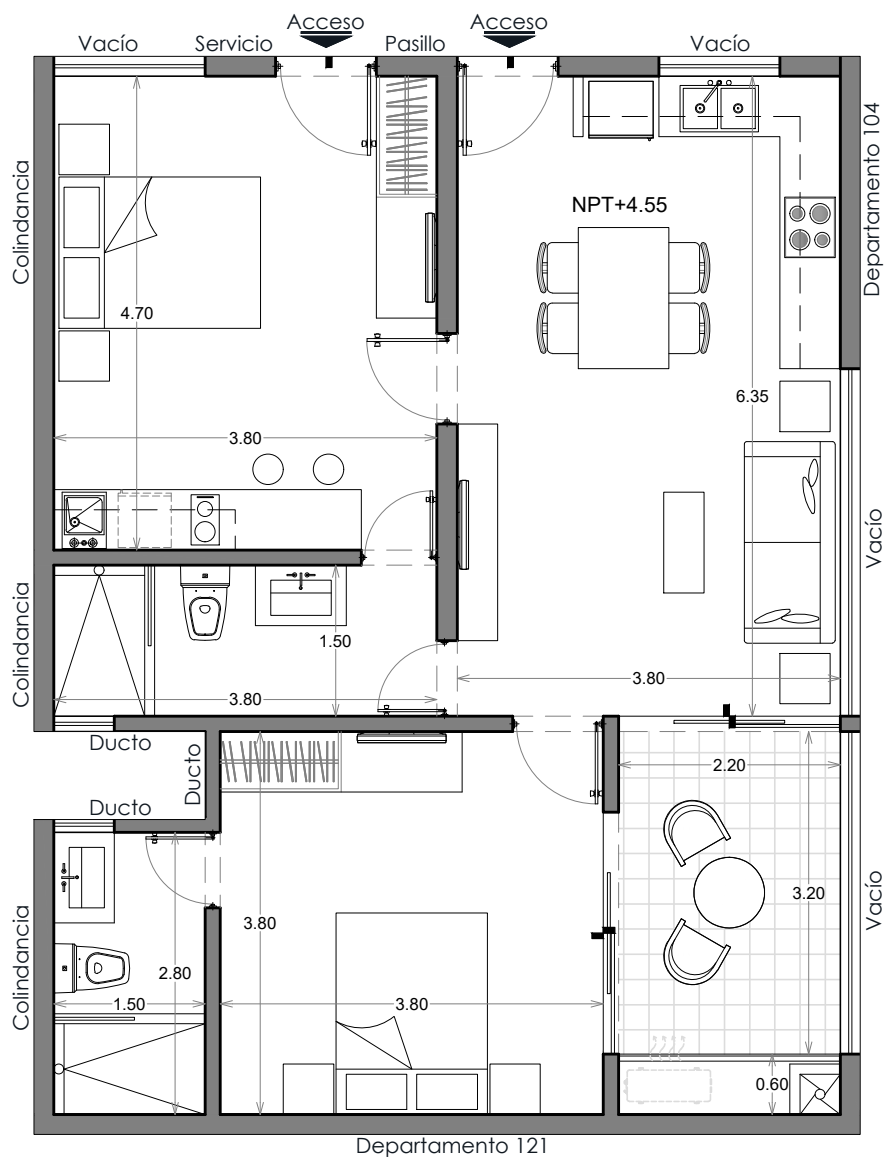 Acceso
Acceso
Vacío
Servicio
Pasillo
Vacío
Colindancia
Departamento 104
NPT+4.55
4.70
6.35
3.80
Vacío
Colindancia
1.50
3.80
3.80
Ducto
Ducto
2.20
Ducto
3.80
3.20
Vacío
Colindancia
2.80
1.50
3.80
0.60
Departamento 121